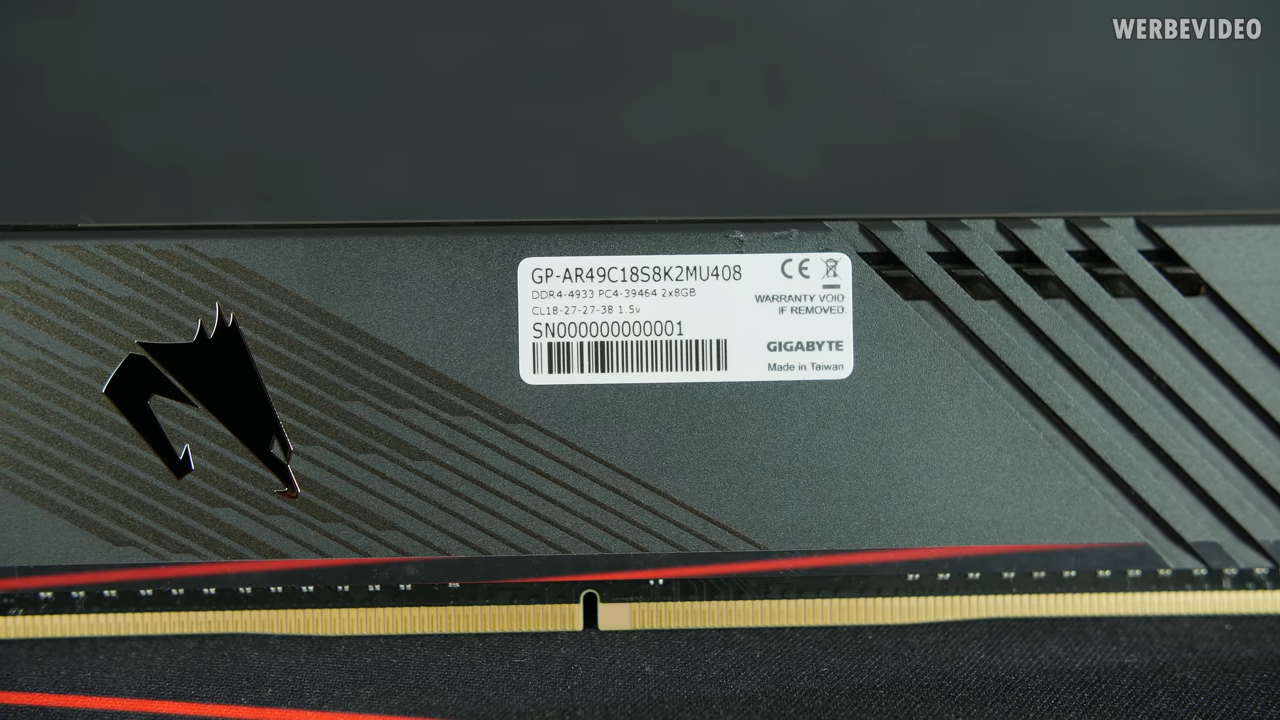 WERBEVIDEO
GP-AR49C18S8K2MU408
DDR4-4933 PC4-39464 2x8GB
CL18-27-27-38 1.5v
SN000000000001
CE
WARRANTY VOID
IF REMOVED.
GIGABYTE
Made in Taiwan